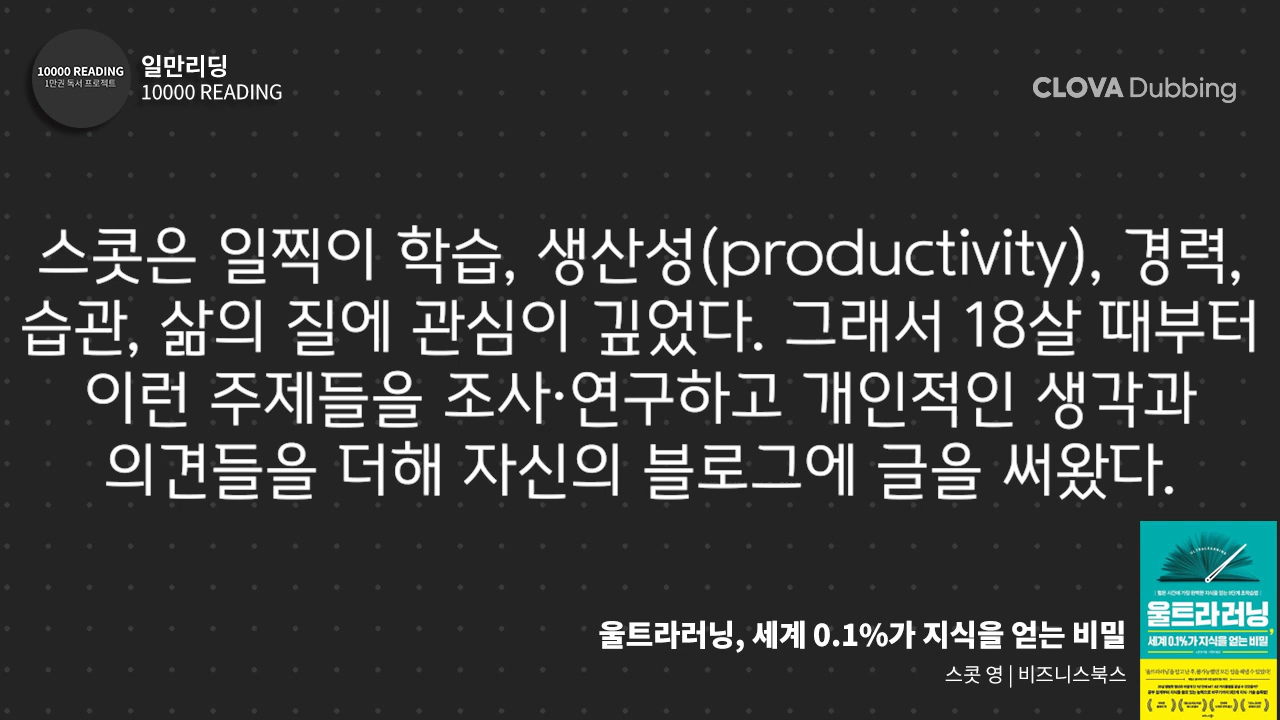 10000 READING
1만권 독서 프로젝트
일만리딩
10000 READING
CLOVA Dubbing
스콧은 일찍이 학습, 생산성(productivity), 경력,
습관, 삶의 질에 관심이 깊었다. 그래서 18살 때부터
이런 주제들을 조사·연구하고 개인적인 생각과
의견들을 더해 자신의 블로그에 글을 써왔다.
울트라러닝, 세계 0.1%가 지식을 얻는 비밀
스콧 영 | 비즈니스북스
ULTRALEARNING
울트라러닝,
세계 0.1%가 지식을 얻는 비밀